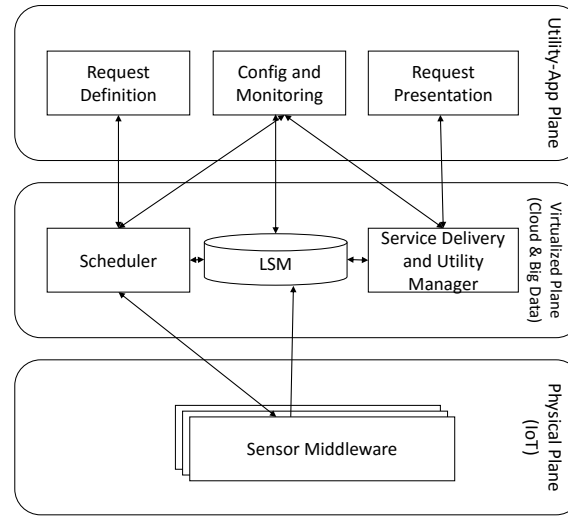 Request
Definition
Config and
Monitoring
Request
Presentation
Utility-App Plane
Scheduler
LSM
Service Delivery
and Utility
Manager
Virtualized Plane
(Cloud & Big Data)
Sensor Middleware
Physical Plane
(IoT)